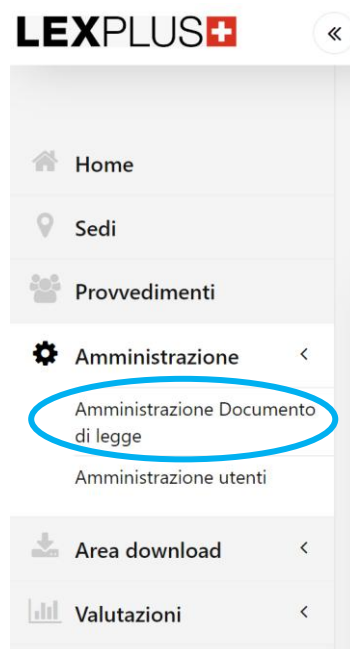 LEXPLUS
Home
Sedi
Provvedimenti
Amministrazione
Amministrazione Documento
di legge
Amministrazione utenti
Area download
Valutazioni